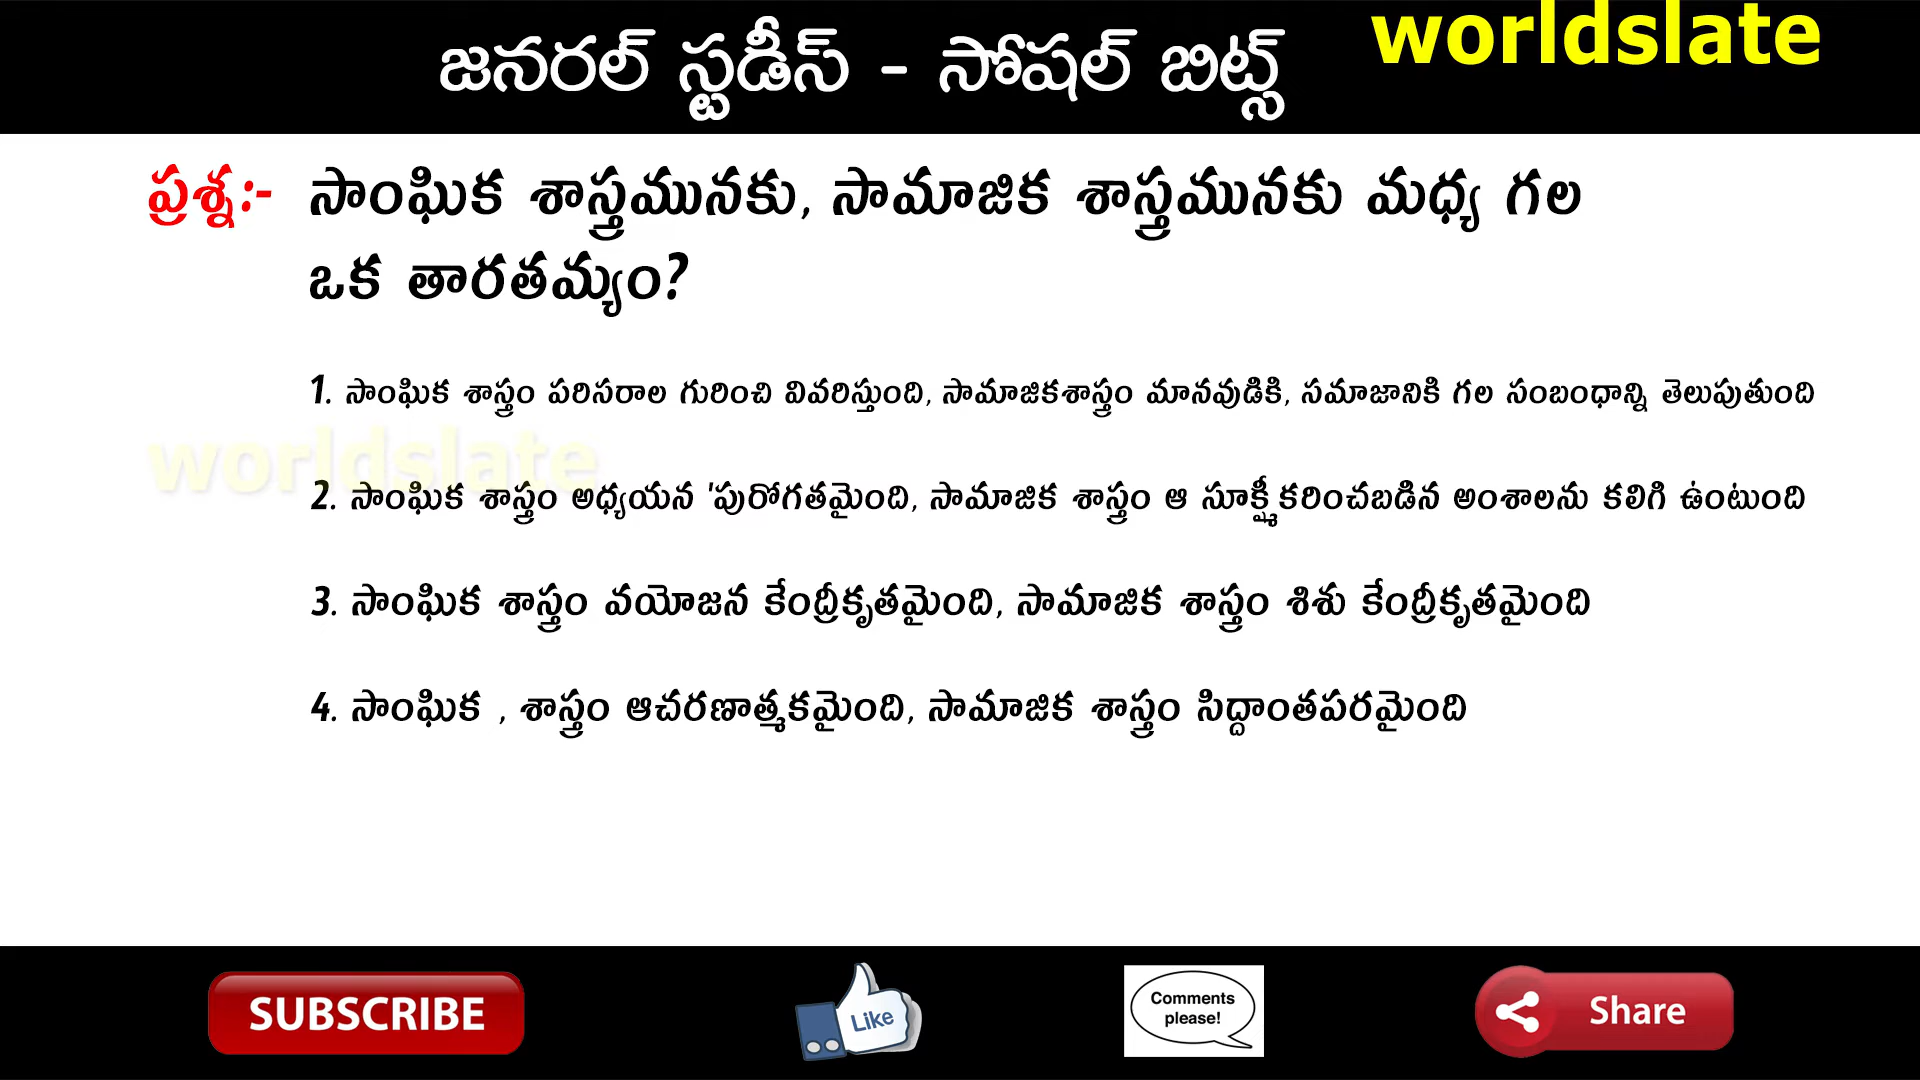 జనరల్ స్టడీస్ - సోషల్ బిట్స్
worldslate
ప్రశ్న:- సాంఘిక శాస్త్రమునకు, సామాజిక శాస్త్రమునకు మధ్య గల
ఒక తారతమ్యం?
1. సాంఘిక శాస్త్రం పరిసరాల గురించి వివరిస్తుంది, సామాజికశాస్త్రం మానవుడికి, సమాజానికి గల సంబంధాన్ని తెలుపుతుంది
worldslate
2. సాంఘిక శాస్త్రం అధ్యయన 'పురోగతమైంది, సామాజిక శాస్త్రం ఆ సూక్ష్మీకరించబడిన అంశాలను కలిగి ఉంటుంది
3. సాంఘిక శాస్త్రం వయోజన కేంద్రీకృతమైంది, సామాజిక శాస్త్రం శిశు కేంద్రీకృతమైంది
4. సాంఘిక , శాస్త్రం ఆచరణాత్మకమైంది, సామాజిక శాస్త్రం సిద్దాంతపరమైంది
SUBSCRIBE
Like
Comments
please!
Share